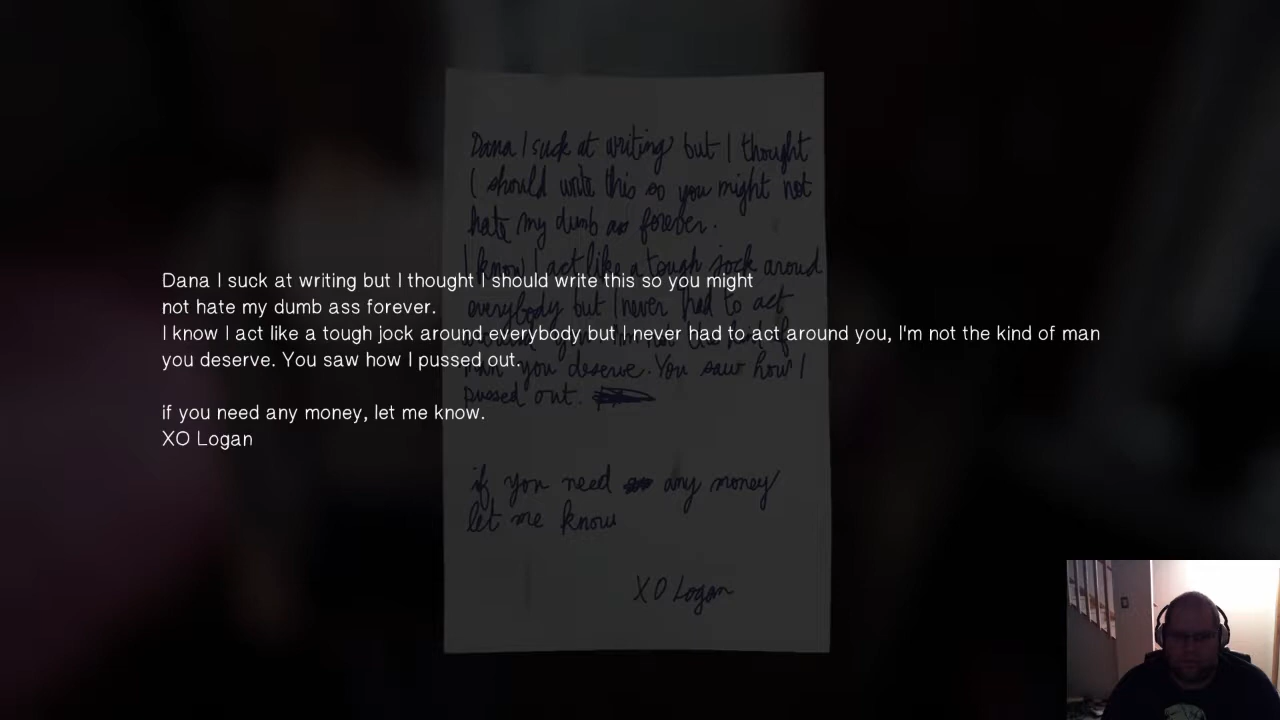 Dana I suck at writing but I thought I should write this so you might
not hate my dumb ass forever.
I know I act like a tough jock around everybody but I never had to act around you, I'm not the kind of man
you deserve. You saw how I pussed out.
if you need any money, let me know.
XO Logan
Dana I suck at writing but I thought
I should write this so you might not
hate my dumb ass forever.
I know I act like a tough jock around
everybody but I never had to act
man you deserve. You saw how I
pussed out.
if you need any money
let me know
XO Logan